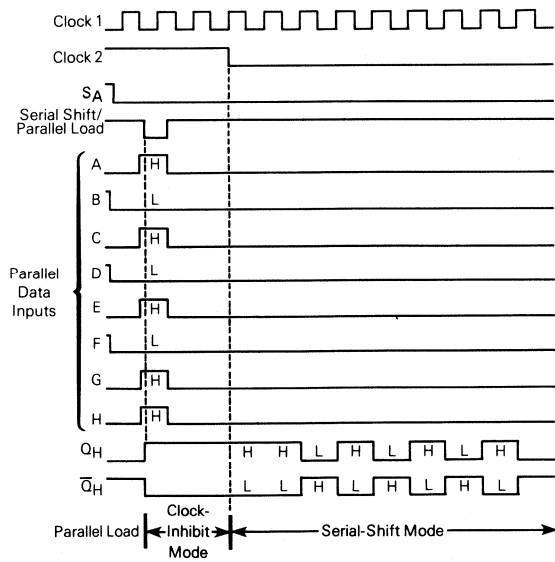 Clock 1
Clock 2
SA
Serial Shift/
Parallel Load
Parallel
Data
Inputs
A H
B L
C H
D L
E H
F L
G H
H H
QH H H L H L H L H
Q̅H L L H L H L H L
Parallel Load
Clock-
Inhibit
Mode
Serial-Shift Mode